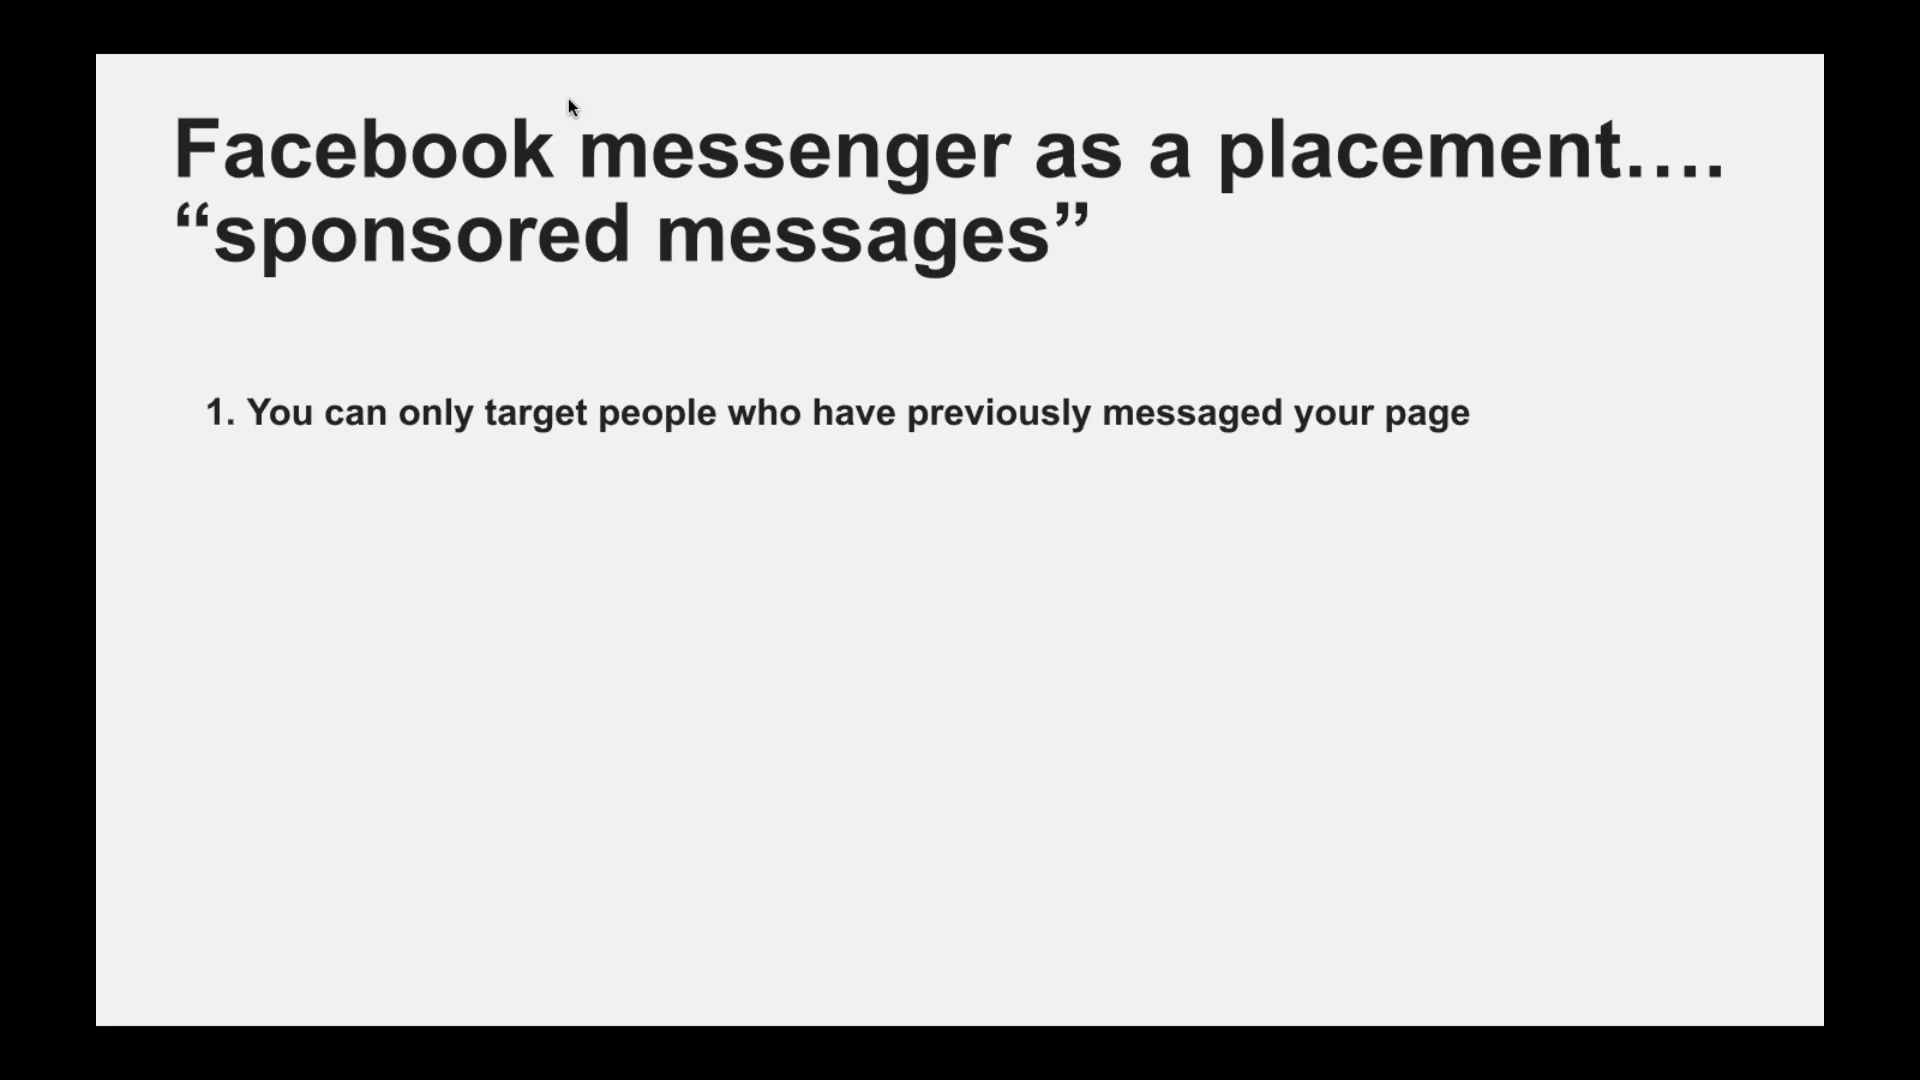 Facebook messenger as a placement….
“sponsored messages”
1. You can only target people who have previously messaged your page